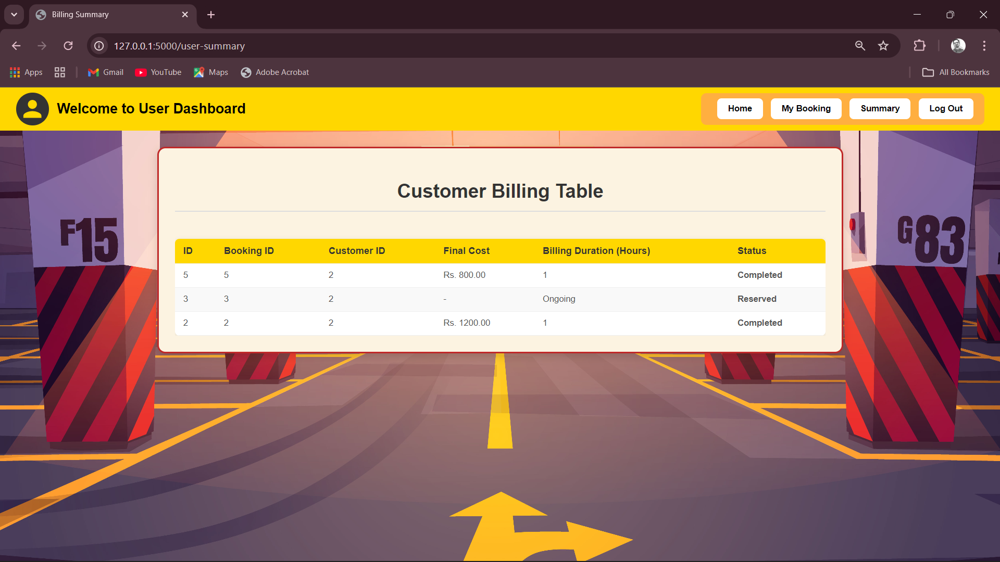 Billing Summary
127.0.0.1:5000/user-summary
Apps Gmail YouTube Maps Adobe Acrobat All Bookmarks
Welcome to User Dashboard Home My Booking Summary Log Out
Customer Billing Table
F15 G83
ID Booking ID Customer ID Final Cost Billing Duration (Hours) Status
5 5 2 Rs. 800.00 1 Completed
3 3 2 - Ongoing Reserved
2 2 2 Rs. 1200.00 1 Completed